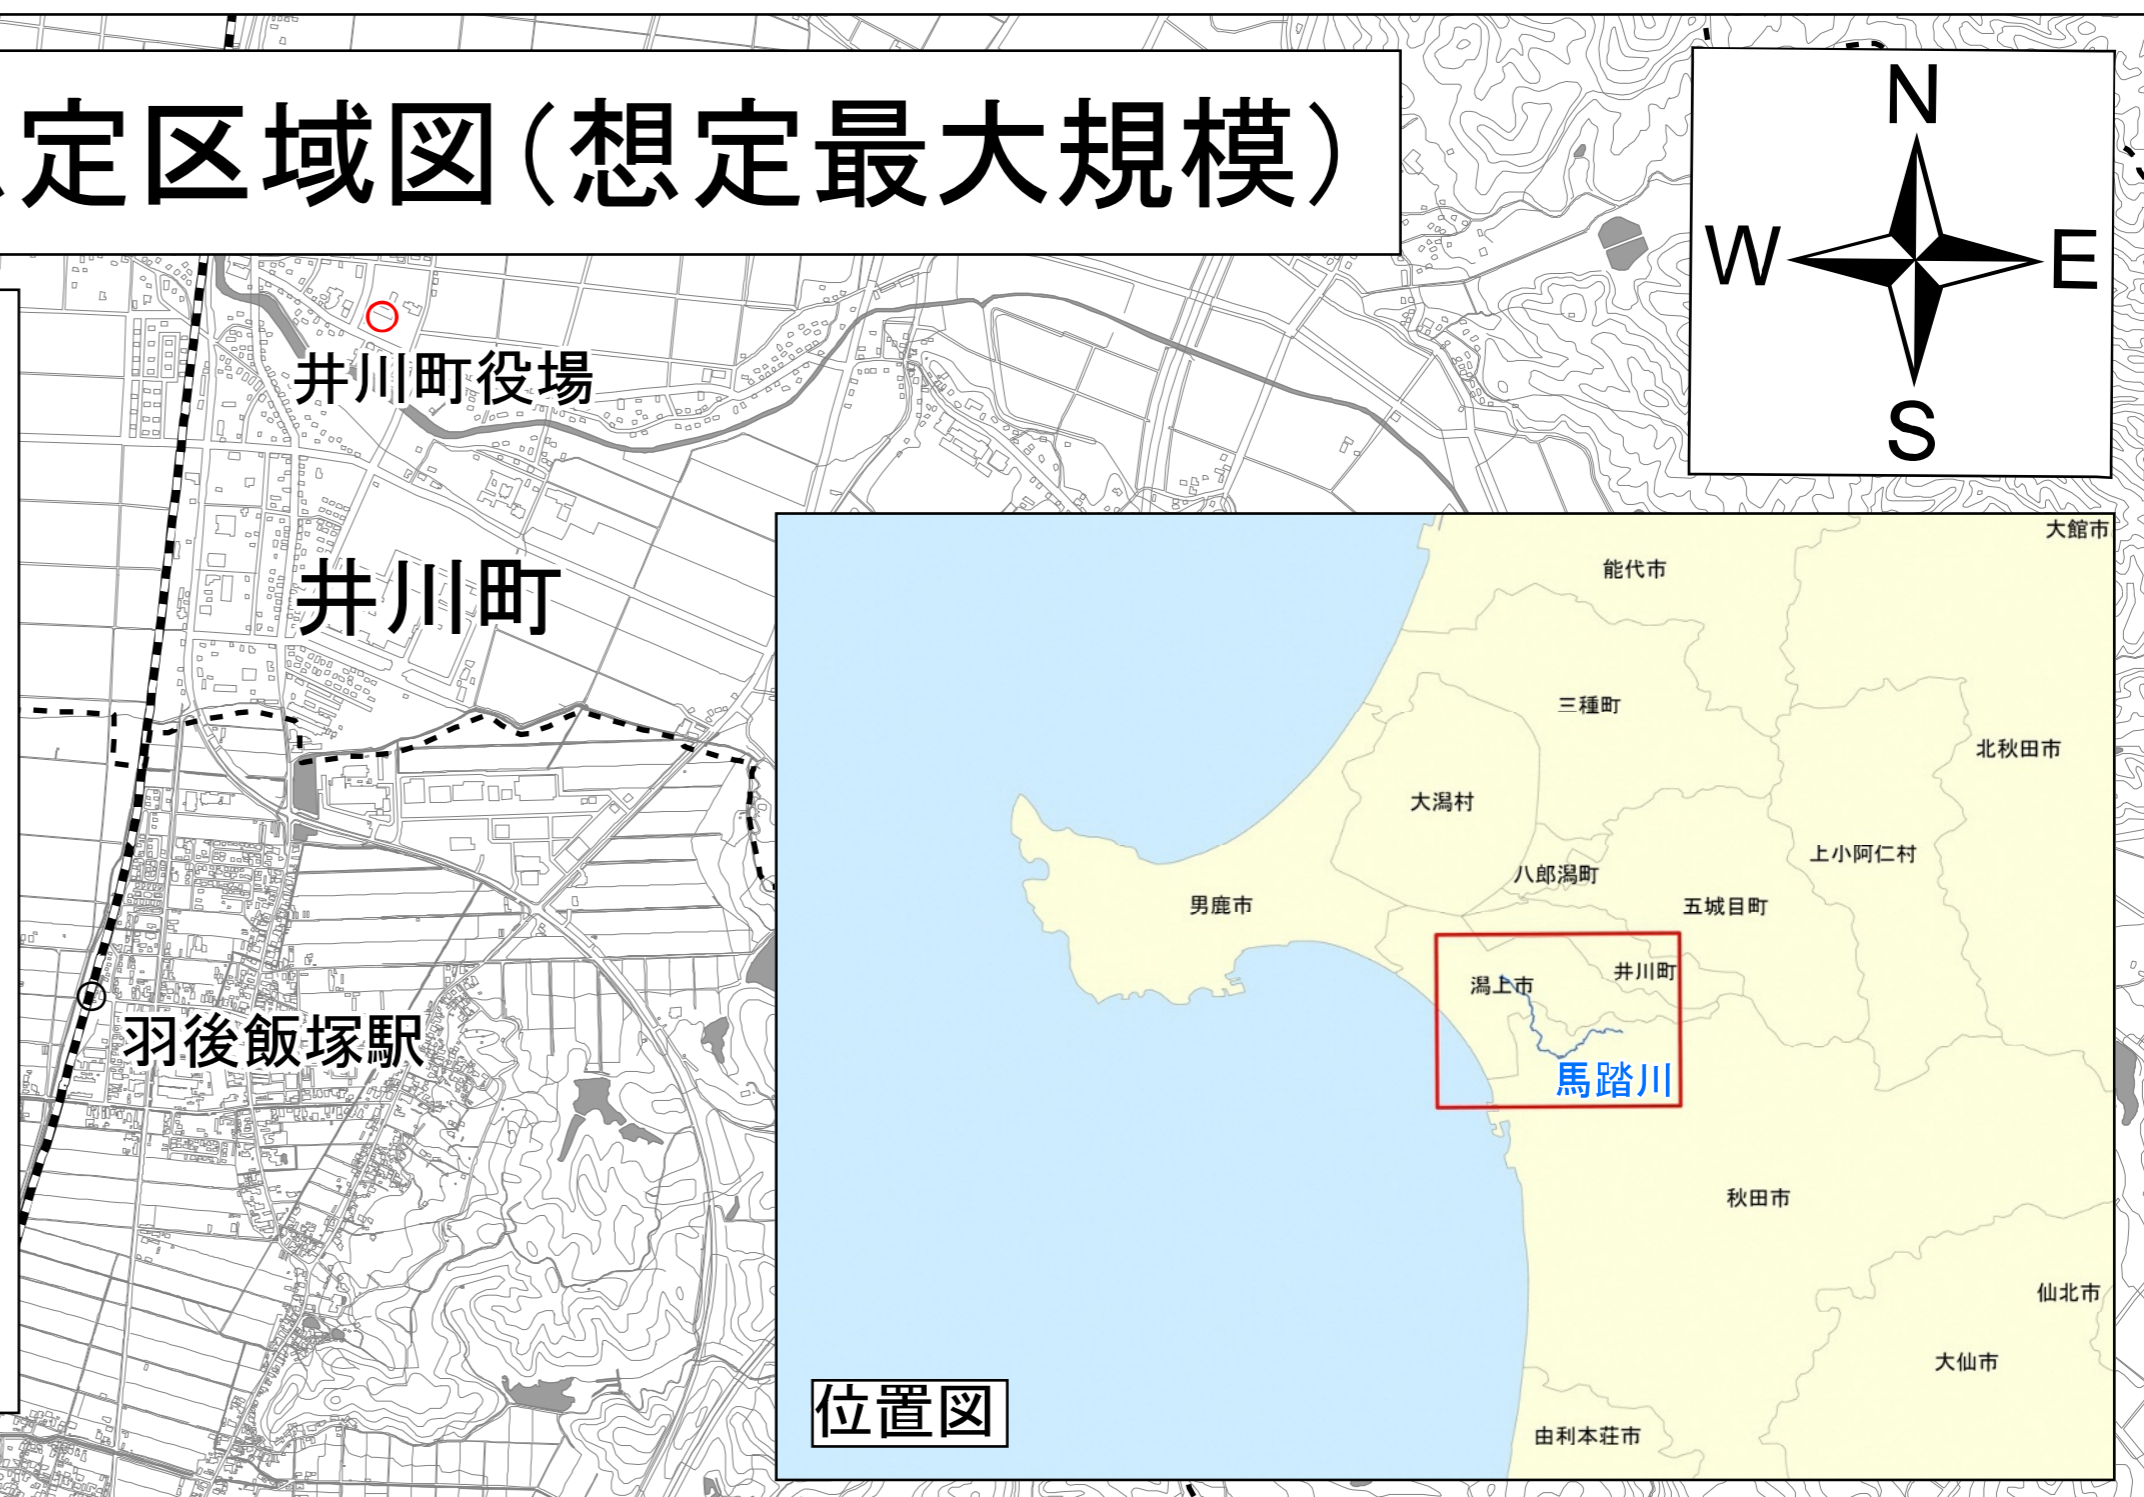 定区域図(想定最大規模)
N
W
E
S
井川町役場
井川町
羽後飯塚駅
大館市
能代市
三種町
北秋田市
大潟村
上小阿仁村
八郎潟町
男鹿市
五城目町
井川町
潟上市
馬踏川
秋田市
仙北市
大仙市
由利本荘市
位置図